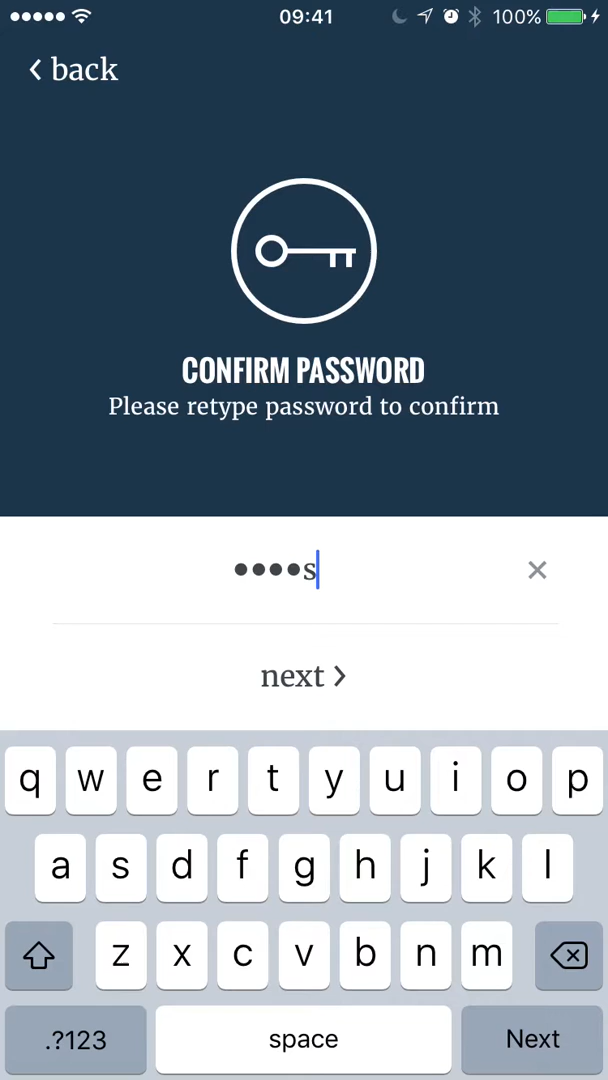 09:41 100%
back
CONFIRM PASSWORD
Please retype password to confirm
••••s
next
q w e r t y u i o p
a s d f g h j k l
z x c v b n m
.?123 space Next